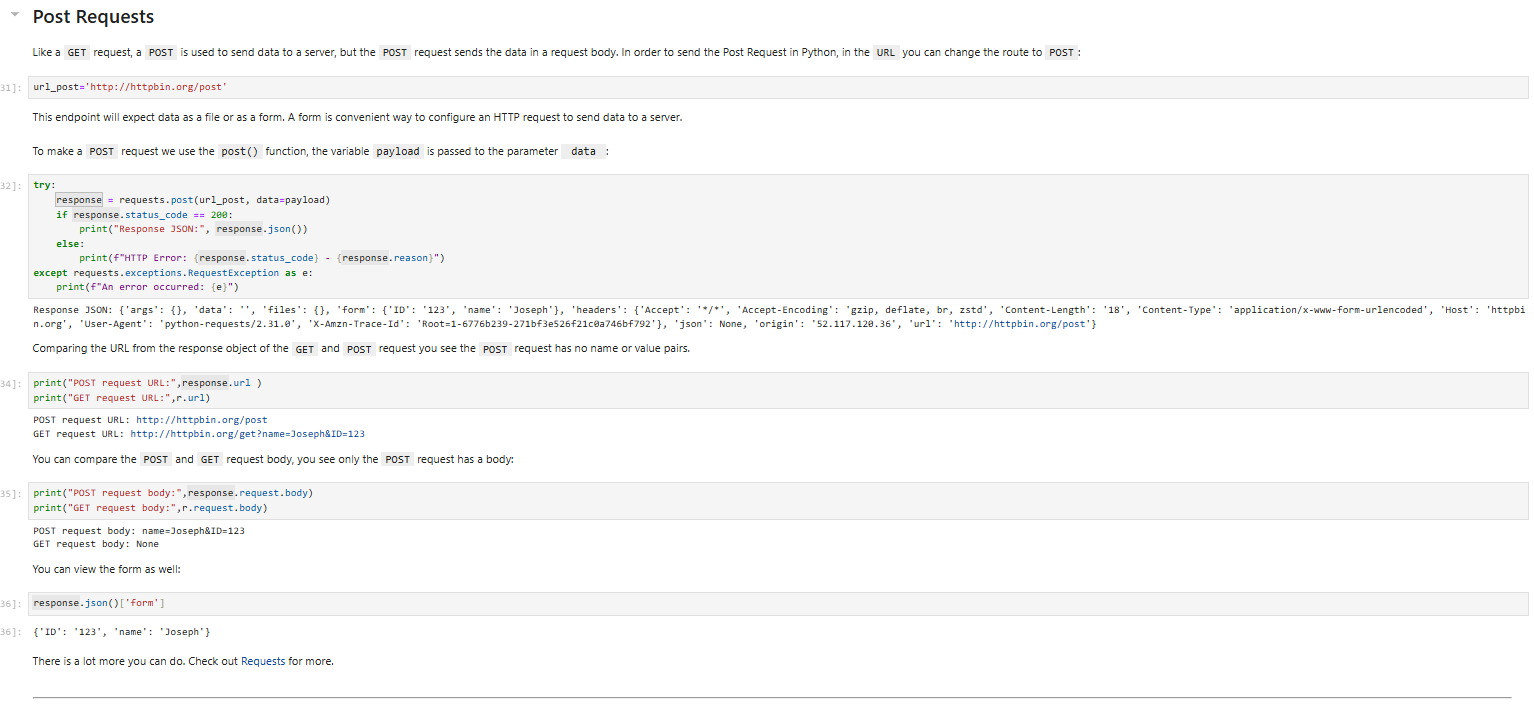 Post Requests
Like a GET request, a POST is used to send data to a server, but the POST request sends the data in a request body. In order to send the Post Request in Python, in the URL you can change the route to POST :
31]: url_post='http://httpbin.org/post'
This endpoint will expect data as a file or as a form. A form is convenient way to configure an HTTP request to send data to a server.
To make a POST request we use the post() function, the variable payload is passed to the parameter data :
32]: try:
    response = requests.post(url_post, data=payload)
    if response.status_code == 200:
        print("Response JSON:", response.json())
    else:
        print(f"HTTP Error: {response.status_code} - {response.reason}")
except requests.exceptions.RequestException as e:
    print(f"An error occurred: {e}")
Response JSON: {'args': {}, 'data': '', 'files': {}, 'form': {'ID': '123', 'name': 'Joseph'}, 'headers': {'Accept': '*/*', 'Accept-Encoding': 'gzip, deflate, br, zstd', 'Content-Length': '18', 'Content-Type': 'application/x-www-form-urlencoded', 'Host': 'httpbi
n.org', 'User-Agent': 'python-requests/2.31.0', 'X-Amzn-Trace-Id': 'Root=1-6776b239-271bf3e526f21c0a746bf792'}, 'json': None, 'origin': '52.117.120.36', 'url': 'http://httpbin.org/post'}
Comparing the URL from the response object of the GET and POST request you see the POST request has no name or value pairs.
34]: print("POST request URL:",response.url )
print("GET request URL:",r.url)
POST request URL: http://httpbin.org/post
GET request URL: http://httpbin.org/get?name=Joseph&ID=123
You can compare the POST and GET request body, you see only the POST request has a body:
35]: print("POST request body:",response.request.body)
print("GET request body:",r.request.body)
POST request body: name=Joseph&ID=123
GET request body: None
You can view the form as well:
36]: response.json()['form']
36]: {'ID': '123', 'name': 'Joseph'}
There is a lot more you can do. Check out Requests for more.